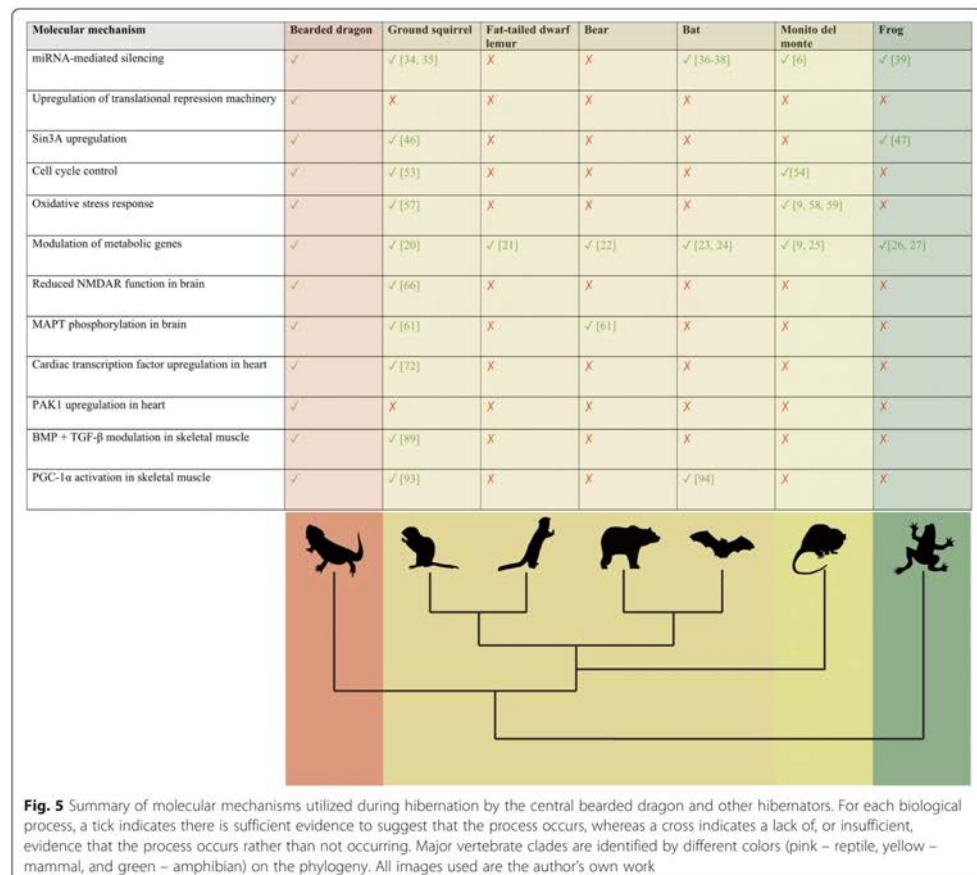 Molecular mechanism Bearded dragon Ground squirrel Fat-tailed dwarf lemur Bear Bat Monito del monte Frog
miRNA-mediated silencing ✓ ✓ [34, 35] ✗ ✗ ✓ [36-38] ✓ [6] ✓ [39]
Upregulation of translational repression machinery ✓ ✗ ✗ ✗ ✗ ✗ ✗
Sin3A upregulation ✓ ✓ [46] ✗ ✗ ✗ ✗ ✓ [47]
Cell cycle control ✓ ✓ [53] ✗ ✗ ✗ ✓[54] ✗
Oxidative stress response ✓ ✓ [57] ✗ ✗ ✗ ✓ [9, 58, 59] ✗
Modulation of metabolic genes ✓ ✓ [20] ✓ [21] ✓ [22] ✓ [23, 24] ✓ [9, 25] ✓[26, 27]
Reduced NMDAR function in brain ✓ ✓ [66] ✗ ✗ ✗ ✗ ✗
MAPT phosphorylation in brain ✓ ✓ [61] ✗ ✓ [61] ✗ ✗ ✗
Cardiac transcription factor upregulation in heart ✓ ✓ [72] ✗ ✗ ✗ ✗ ✗
PAK1 upregulation in heart ✓ ✗ ✗ ✗ ✗ ✗ ✗
BMP + TGF-β modulation in skeletal muscle ✓ ✓ [89] ✗ ✗ ✗ ✗ ✗
PGC-1α activation in skeletal muscle ✓ ✓ [93] ✗ ✗ ✓ [94] ✗ ✗
Fig. 5 Summary of molecular mechanisms utilized during hibernation by the central bearded dragon and other hibernators. For each biological
process, a tick indicates there is sufficient evidence to suggest that the process occurs, whereas a cross indicates a lack of, or insufficient,
evidence that the process occurs rather than not occurring. Major vertebrate clades are identified by different colors (pink – reptile, yellow –
mammal, and green – amphibian) on the phylogeny. All images used are the author's own work